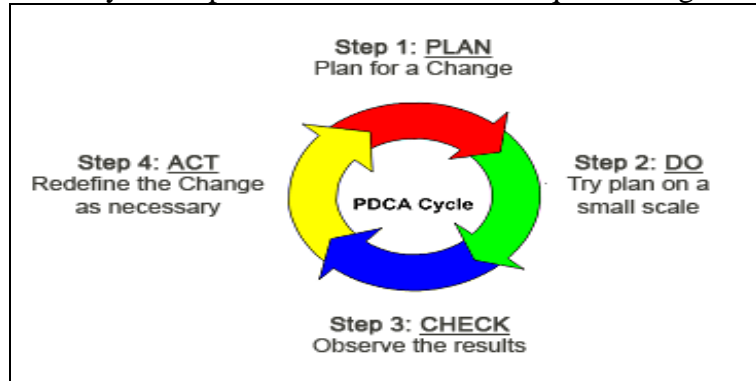 Step 1: PLAN
Plan for a Change
Step 4: ACT
Redefine the Change
as necessary
PDCA Cycle
Step 2: DO
Try plan on a
small scale
Step 3: CHECK
Observe the results